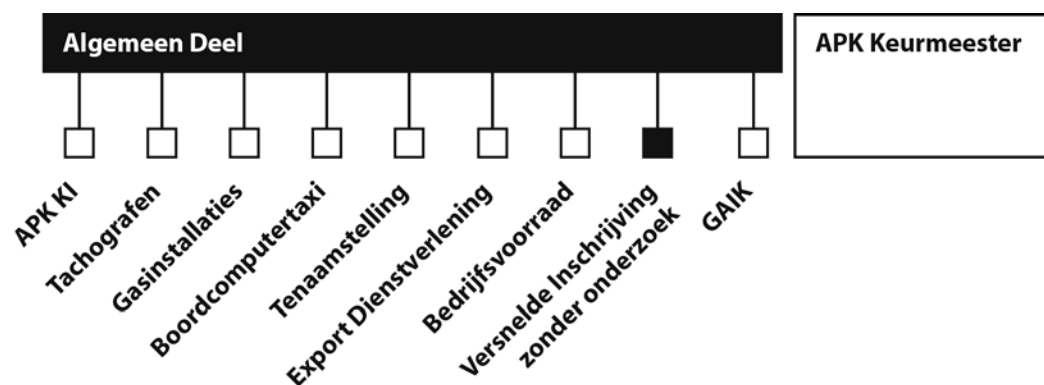 Algemeen Deel
APK Keurmeester
APK KI
Tachografen
Gasinstallaties
Boordcomputertaxi
Tenaamstelling
Export Dienstverlening
Bedrijfsvoorraad
Versnelde Inschrijving
zonder onderzoek
GAIK